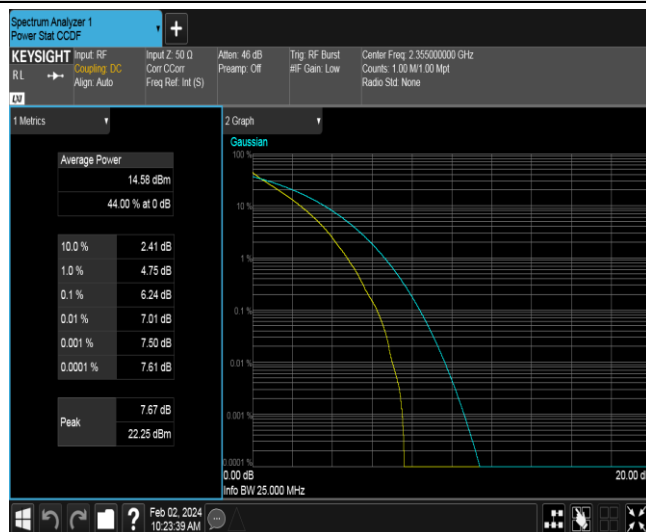 Spectrum Analyzer 1
Power Stat CCDF
+
KEYSIGHT
RL
LXI
Input: RF
Coupling: DC
Align: Auto
Input Z: 50 Ω
Corr CCorr
Freq Ref: Int (S)
Atten: 46 dB
Preamp: Off
Trig: RF Burst
#IF Gain: Low
Center Freq: 2.355000000 GHz
Counts: 1.00 M/1.00 Mpt
Radio Std: None
1 Metrics
Average Power
14.58 dBm
44.00 % at 0 dB
10.0 % 2.41 dB
1.0 % 4.75 dB
0.1 % 6.24 dB
0.01 % 7.01 dB
0.001 % 7.50 dB
0.0001 % 7.61 dB
Peak
7.67 dB
22.25 dBm
2 Graph
Gaussian
100 %
10 %
1 %
0.1 %
0.01 %
0.001 %
0.0001 %
0.00 dB
20.00 d
Info BW 25.000 MHz
?
Feb 02, 2024
10:23:39 AM